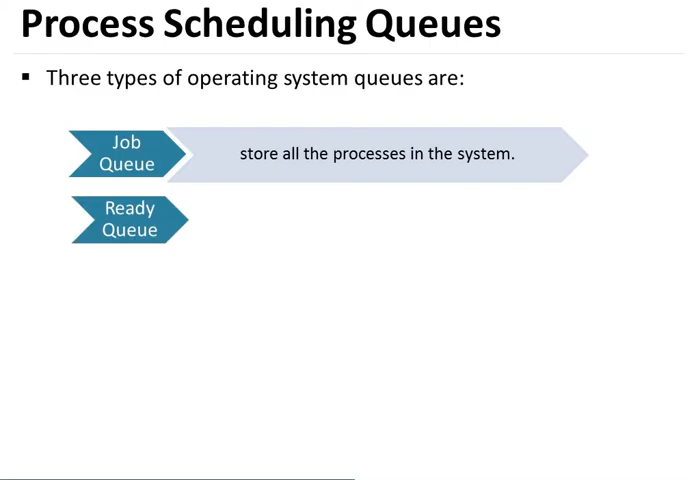 Process Scheduling Queues
▪ Three types of operating system queues are:
Job
Queue
store all the processes in the system.
Ready
Queue